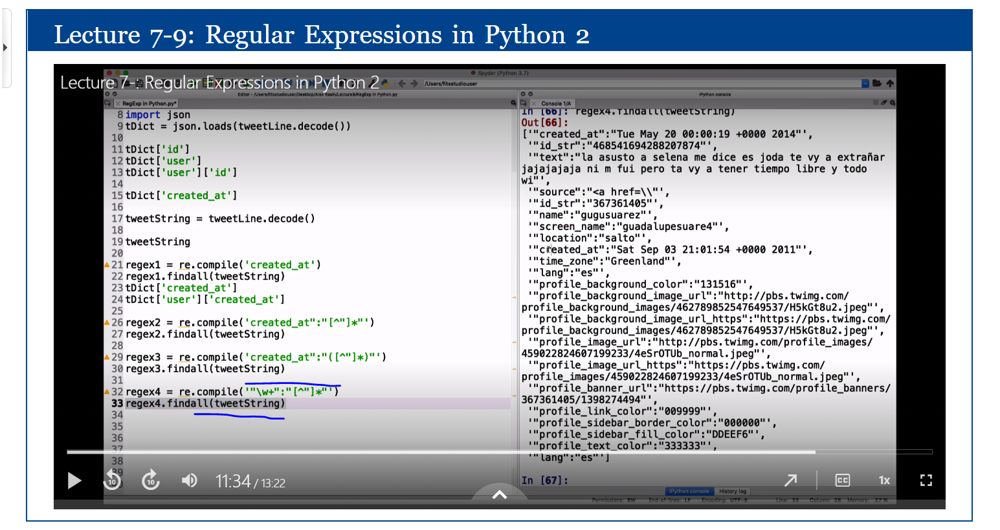 Lecture 7-9: Regular Expressions in Python 2
Spyder (Python 3.7)
Lecture 7-: Regular Expressions in Python 2
/Users/fitsstudiouser
Editor - /Users/fitsstudiouser/Desktop/Alex Rasin/Lecture9/RegExp in Python.py
RegExp in Python.py*
8 import json
9 tDict = json.loads(tweetLine.decode())
10
11 tDict['id']
12 tDict['user']
13 tDict['user']['id']
14
15 tDict['created_at']
16
17 tweetString = tweetLine.decode()
18
19 tweetString
20
21 regex1 = re.compile('created_at')
22 regex1.findall(tweetString)
23 tDict['created_at']
24 tDict['user']['created_at']
25
26 regex2 = re.compile('created_at":"[^"]*"')
27 regex2.findall(tweetString)
28
29 regex3 = re.compile('created_at":"([^"]*)"')
30 regex3.findall(tweetString)
31
32 regex4 = re.compile('"\w+":"[^"]*"')
33 regex4.findall(tweetString)
34
35
36
37
38
39
IPython console
Console 1/A
In [66]: regex4.findall(tweetString)
Out[66]:
['"created_at":"Tue May 20 00:00:19 +0000 2014"',
'"id_str":"468541694288207874"',
'"text":"la asusto a selena me dice es joda te vy a extrañar
jajajajaja ni m fui pero ta vy a tener tiempo libre y todo
wi"',
'"source":"<a href=\\"',
'"id_str":"367361405"',
'"name":"gugusuarez"',
'"screen_name":"guadalupesuare4"',
'"location":"salto"',
'"created_at":"Sat Sep 03 21:01:54 +0000 2011"',
'"time_zone":"Greenland"',
'"lang":"es"',
'"profile_background_color":"131516"',
'"profile_background_image_url":"http://pbs.twimg.com/
profile_background_images/462789852547649537/H5kGt8u2.jpeg"',
'"profile_background_image_url_https":"https://pbs.twimg.com/
profile_background_images/462789852547649537/H5kGt8u2.jpeg"',
'"profile_image_url":"http://pbs.twimg.com/profile_images/
459022824607199233/4eSrOTUb_normal.jpeg"',
'"profile_image_url_https":"https://pbs.twimg.com/
profile_images/459022824607199233/4eSrOTUb_normal.jpeg"',
'"profile_banner_url":"https://pbs.twimg.com/profile_banners/
367361405/1398274494"',
'"profile_link_color":"009999"',
'"profile_sidebar_border_color":"000000"',
'"profile_sidebar_fill_color":"DDEEF6"',
'"profile_text_color":"333333"',
'"lang":"es"']
In [67]:
10
10
11:34 / 13:22
CC
1x
IPython console
History log
Permissions: RW
End-of-lines: LF
Encoding: UTF-8
Line: 33
Column: 28
Memory: 27 %